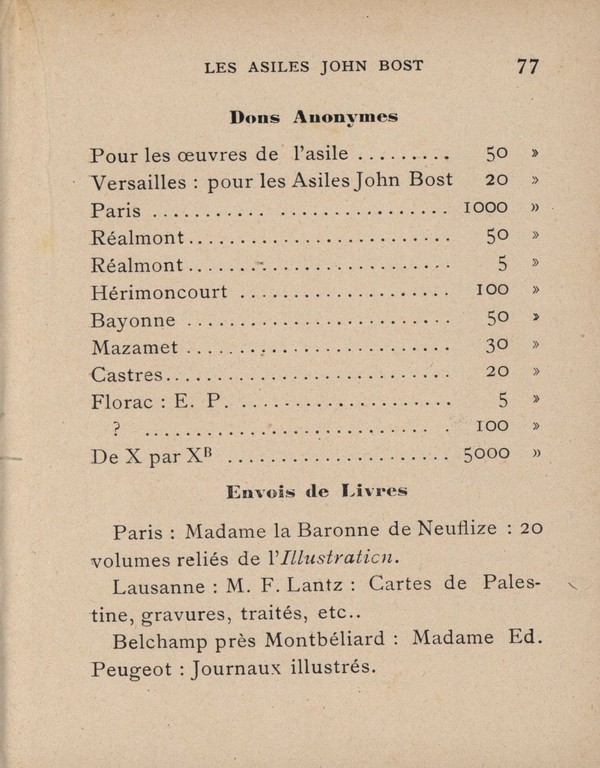 LES ASILES JOHN BOST 77
Dons Anonymes
Pour les œuvres de l'asile ......... 50 »
Versailles : pour les Asiles John Bost 20 »
Paris .......... ................ 1000 »
Réalmont......................... 50 »
Réalmont......................... 5 »
Hérimoncourt .................... 100 »
Bayonne ......................... 50 »
Mazamet ......................... 30 »
Castres........................... 20 »
Florac : E. P. .................... 5 »
? ........................... . 100 »
De X par Xᴮ ..................... 5000 »
Envois de Livres
Paris : Madame la Baronne de Neuflize : 20
volumes reliés de l'Illustraticn.
Lausanne : M. F. Lantz : Cartes de Pales-
tine, gravures, traités, etc..
Belchamp près Montbéliard : Madame Ed.
Peugeot : Journaux illustrés.